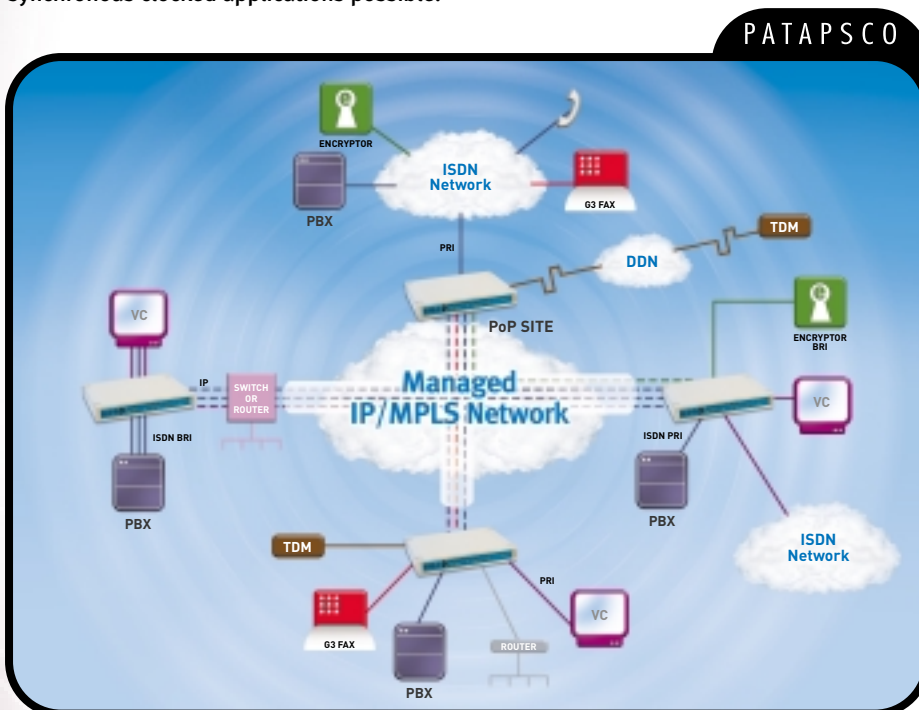 Synchronous clocked applications possible.
PATAPSCO
ENCRYPTOR
ISDN
Network
PBX
G3 FAX
PRI
TDM
DDN
PoP SITE
VC
ENCRYPTOR
BRI
IP
SWITCH
OR
ROUTER
Managed
IP/MPLS Network
VC
ISDN BRI
ISDN PRI
PBX
PBX
ISDN
Network
TDM
PRI
VC
G3 FAX
ROUTER
PBX